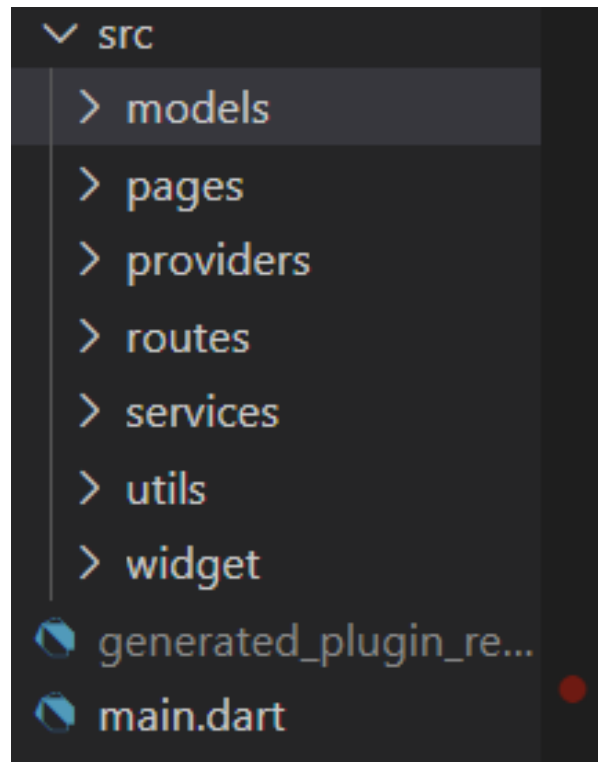 src
models
pages
providers
routes
services
utils
widget
generated_plugin_re...
main.dart